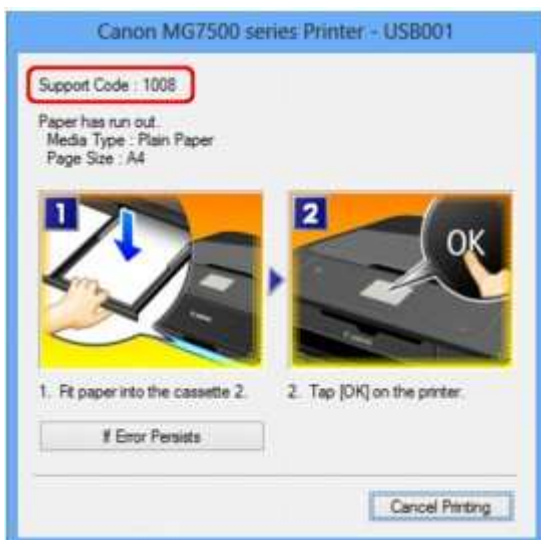 Canon MG7500 series Printer - USB001
Support Code : 1008
Paper has run out.
Media Type : Plain Paper
Page Size : A4
1
2
OK
Canon
1. Fit paper into the cassette 2.
2. Tap [OK] on the printer.
If Error Persists
Cancel Printing